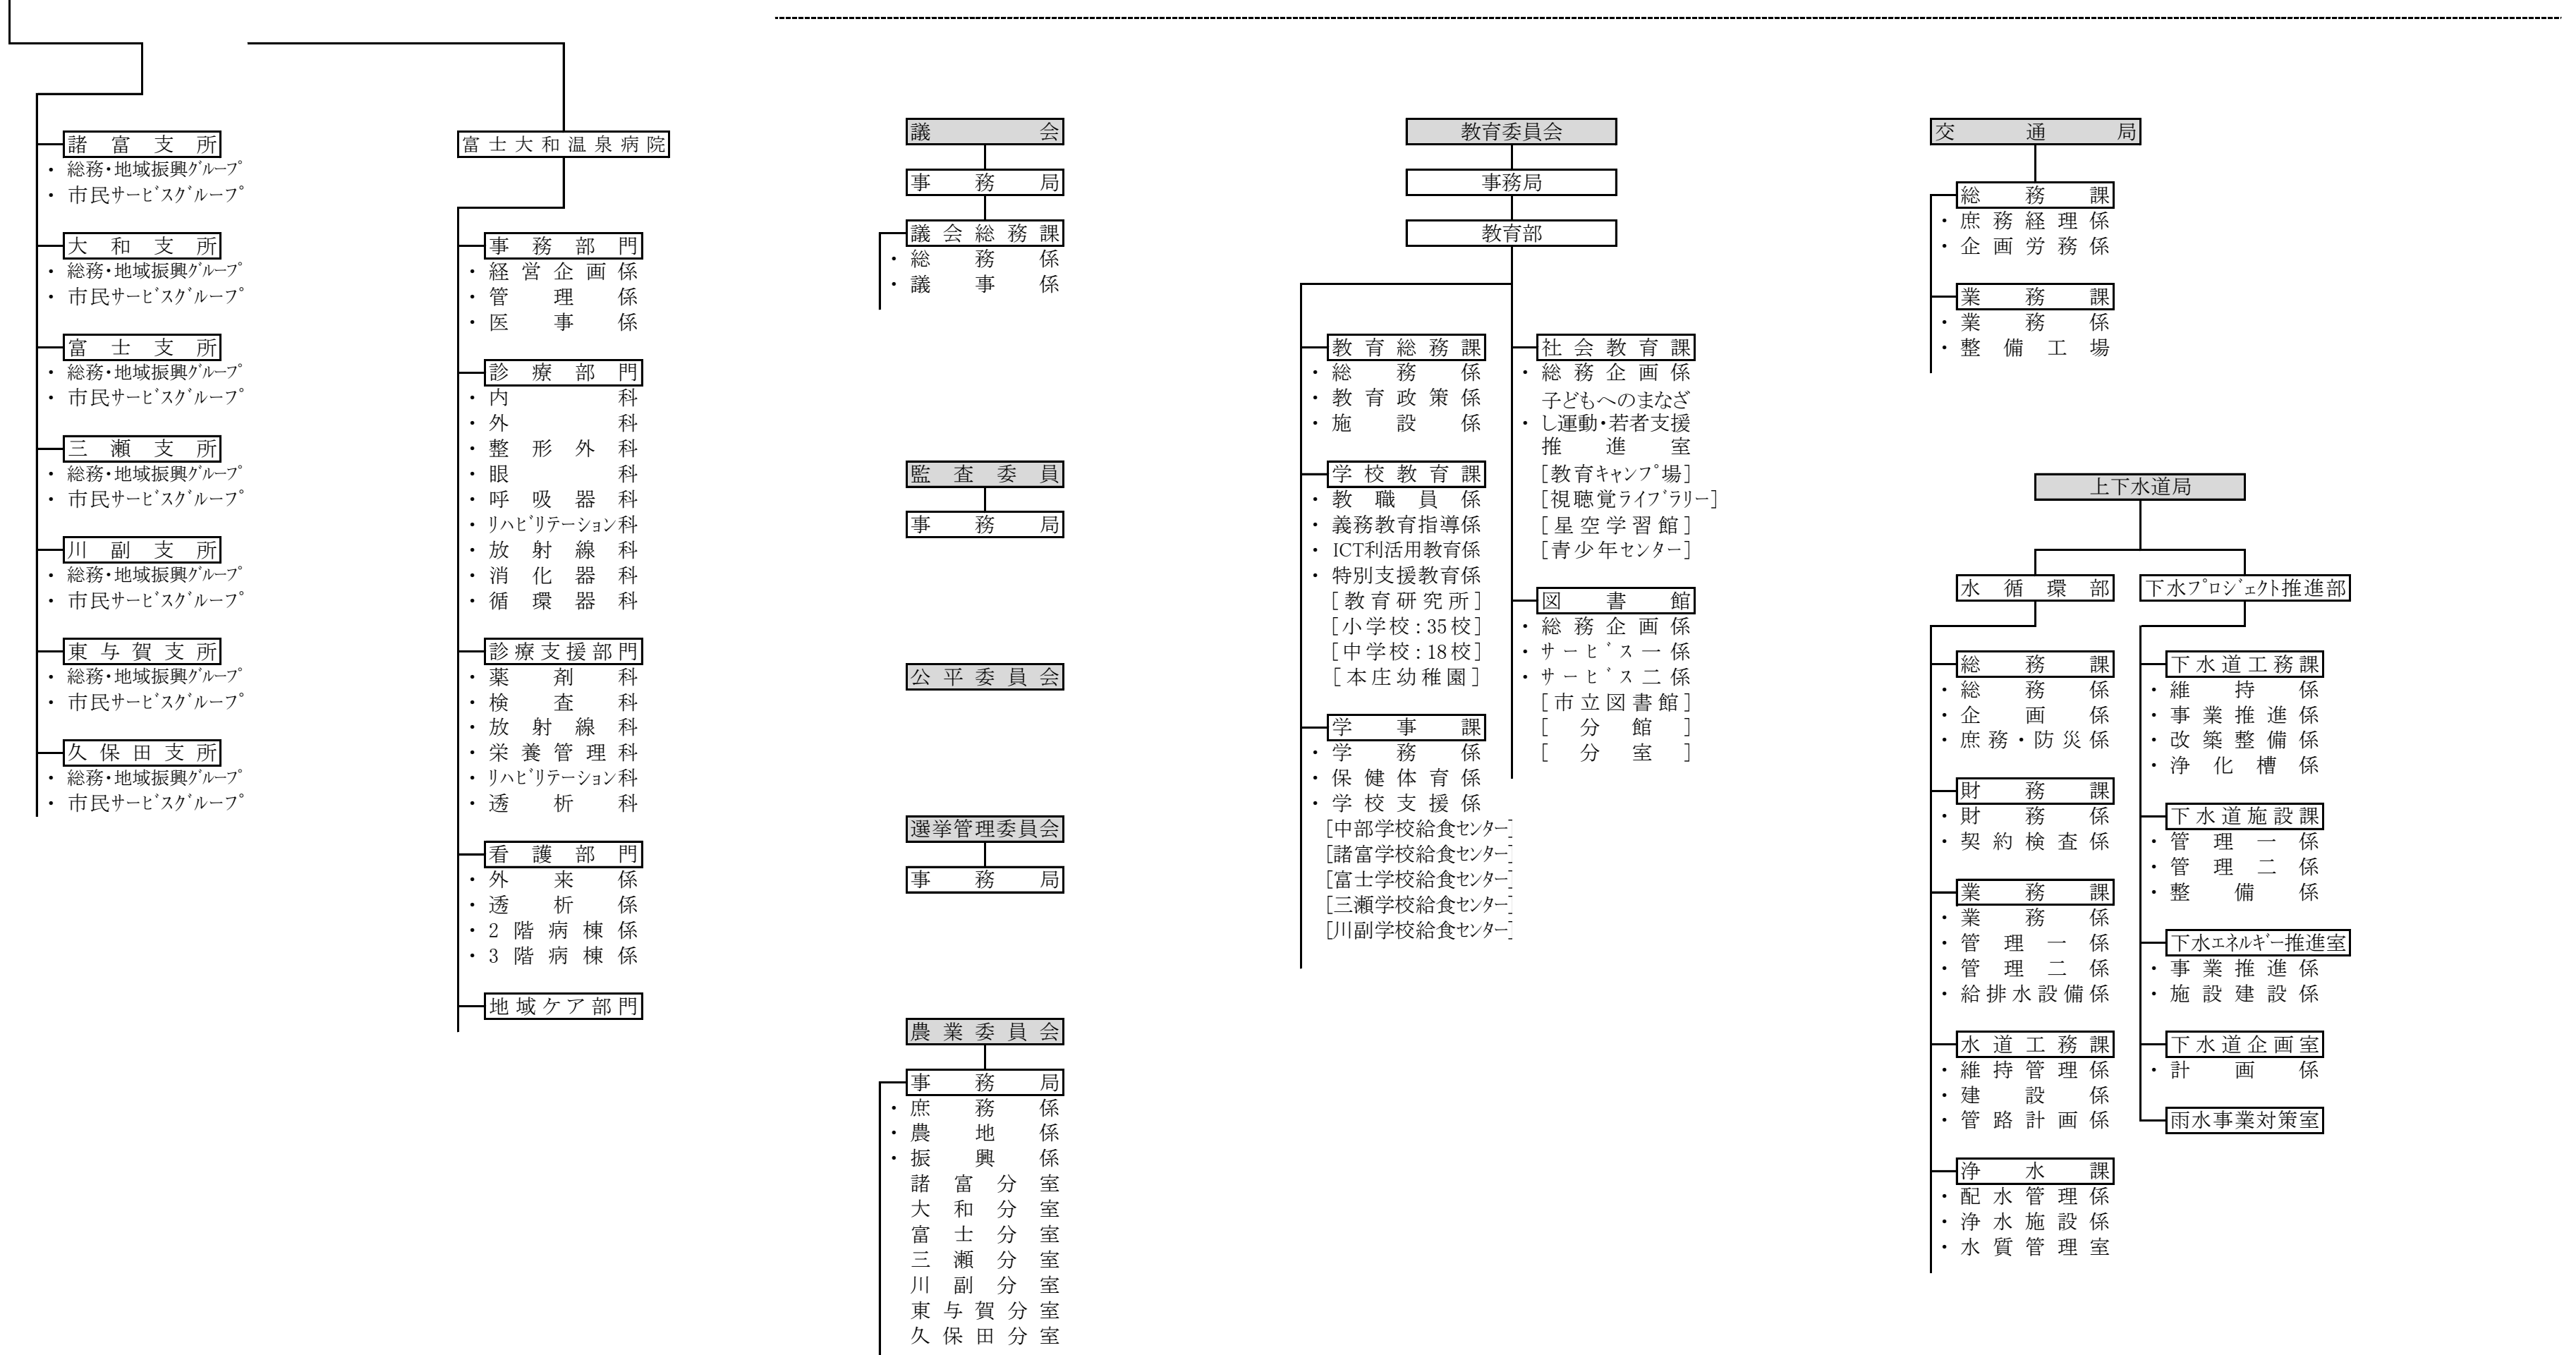 諸富支所
・総務・地域振興ｸﾞﾙｰﾌﾟ
・市民ｻｰﾋﾞｽｸﾞﾙｰﾌﾟ
大和支所
・総務・地域振興ｸﾞﾙｰﾌﾟ
・市民ｻｰﾋﾞｽｸﾞﾙｰﾌﾟ
富士支所
・総務・地域振興ｸﾞﾙｰﾌﾟ
・市民ｻｰﾋﾞｽｸﾞﾙｰﾌﾟ
三瀬支所
・総務・地域振興ｸﾞﾙｰﾌﾟ
・市民ｻｰﾋﾞｽｸﾞﾙｰﾌﾟ
川副支所
・総務・地域振興ｸﾞﾙｰﾌﾟ
・市民ｻｰﾋﾞｽｸﾞﾙｰﾌﾟ
東与賀支所
・総務・地域振興ｸﾞﾙｰﾌﾟ
・市民ｻｰﾋﾞｽｸﾞﾙｰﾌﾟ
久保田支所
・総務・地域振興ｸﾞﾙｰﾌﾟ
・市民ｻｰﾋﾞｽｸﾞﾙｰﾌﾟ
富士大和温泉病院
事務部門
・経営企画係
・管理係
・医事係
診療部門
・内科
・外科
・整形外科
・眼科
・呼吸器科
・ﾘﾊﾋﾞﾘﾃｰｼｮﾝ科
・放射線科
・消化器科
・循環器科
診療支援部門
・薬剤科
・検査科
・放射線科
・栄養管理科
・ﾘﾊﾋﾞﾘﾃｰｼｮﾝ科
・透析科
看護部門
・外来係
・透析係
・2階病棟係
・3階病棟係
地域ケア部門
議会
事務局
議会総務課
・総務係
・議事係
監査委員
事務局
公平委員会
選挙管理委員会
事務局
農業委員会
事務局
・庶務係
・農地係
・振興係
諸富分室
大和分室
富士分室
三瀬分室
川副分室
東与賀分室
久保田分室
教育委員会
事務局
教育部
教育総務課
・総務係
・教育政策係
・施設係
学校教育課
・教職員係
・義務教育指導係
・ICT利活用教育係
・特別支援教育係
[教育研究所]
[小学校:35校]
[中学校:18校]
[本庄幼稚園]
学事課
・学務係
・保健体育係
・学校支援係
[中部学校給食ｾﾝﾀｰ]
[諸富学校給食ｾﾝﾀｰ]
[富士学校給食ｾﾝﾀｰ]
[三瀬学校給食ｾﾝﾀｰ]
[川副学校給食ｾﾝﾀｰ]
社会教育課
・総務企画係
子どもへのまなざ
・し運動・若者支援
推進室
[教育ｷｬﾝﾌﾟ場]
[視聴覚ﾗｲﾌﾞﾗﾘｰ]
[星空学習館]
[青少年ｾﾝﾀｰ]
図書館
・総務企画係
・ｻｰﾋﾞｽ一係
・ｻｰﾋﾞｽ二係
[市立図書館]
[分館]
[分室]
交通局
総務課
・庶務経理係
・企画労務係
業務課
・業務係
・整備工場
上下水道局
水循環部
総務課
・総務係
・企画係
・庶務・防災係
財務課
・財務係
・契約検査係
業務課
・業務係
・管理一係
・管理二係
・給排水設備係
水道工務課
・維持管理係
・建設係
・管路計画係
浄水課
・配水管理係
・浄水施設係
・水質管理室
下水ﾌﾟﾛｼﾞｪｸﾄ推進部
下水道工務課
・維持係
・事業推進係
・改築整備係
・浄化槽係
下水道施設課
・管理一係
・管理二係
・整備係
下水ｴﾈﾙｷﾞｰ推進室
・事業推進係
・施設建設係
下水道企画室
・計画係
雨水事業対策室